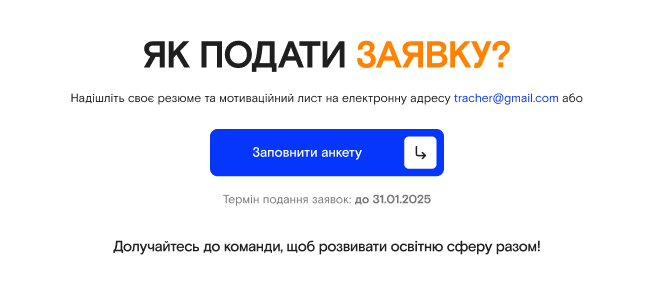 ЯК ПОДАТИ ЗАЯВКУ?
Надішліть своє резюме та мотиваційний лист на електронну адресу tracher@gmail.com або
Заповнити анкету
Термін подання заявок: до 31.01.2025
Долучайтесь до команди, щоб розвивати освітню сферу разом!